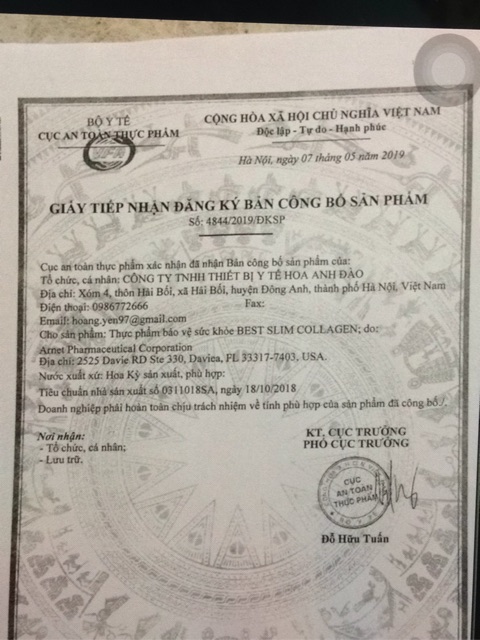 BỘ Y TẾ
CỤC AN TOÀN THỰC PHẨM
VFA
CỘNG HÒA XÃ HỘI CHỦ NGHĨA VIỆT NAM
Độc lập - Tự do - Hạnh phúc
Hà Nội, ngày 07 tháng 05 năm 2019
GIẤY TIẾP NHẬN ĐĂNG KÝ BẢN CÔNG BỐ SẢN PHẨM
Số: 4844/2019/ĐKSP
Cục an toàn thực phẩm xác nhận đã nhận Bản công bố sản phẩm của:
Tổ chức, cá nhân: CÔNG TY TNHH THIẾT BỊ Y TẾ HOA ANH ĐÀO
Địa chỉ: Xóm 4, thôn Hải Bối, xã Hải Bối, huyện Đông Anh, thành phố Hà Nội, Việt Nam
Điện thoại: 0986772666 Fax:
Email: hoang.yen97@gmail.com
Cho sản phẩm: Thực phẩm bảo vệ sức khỏe BEST SLIM COLLAGEN; do:
Arnet Pharmaceutical Corporation
Địa chỉ: 2525 Davie RD Ste 330, Daviea, FL 33317-7403, USA.
Nước xuất xứ: Hoa Kỳ sản xuất, phù hợp:
Tiêu chuẩn nhà sản xuất số 0311018SA, ngày 18/10/2018
Doanh nghiệp phải hoàn toàn chịu trách nhiệm về tính phù hợp của sản phẩm đã công bố./.
Nơi nhận:
- Tổ chức, cá nhân;
- Lưu trữ.
KT. CỤC TRƯỞNG
PHÓ CỤC TRƯỞNG
CỤC
AN TOÀN
THỰC PHẨM
Đỗ Hữu Tuấn